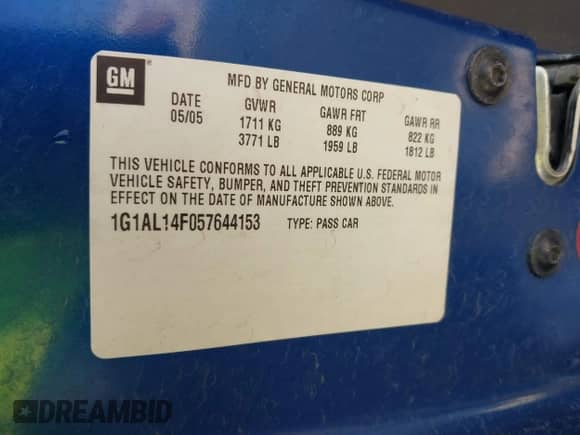 GM ®
MFD BY GENERAL MOTORS CORP
DATE GVWR GAWR FRT GAWR RR
05/05 1711 KG 889 KG 822 KG
3771 LB 1959 LB 1812 LB
THIS VEHICLE CONFORMS TO ALL APPLICABLE U.S. FEDERAL MOTOR
VEHICLE SAFETY, BUMPER, AND THEFT PREVENTION STANDARDS IN
EFFECT ON THE DATE OF MANUFACTURE SHOWN ABOVE.
1G1AL14F057644153 TYPE: PASS CAR
DREAMBID